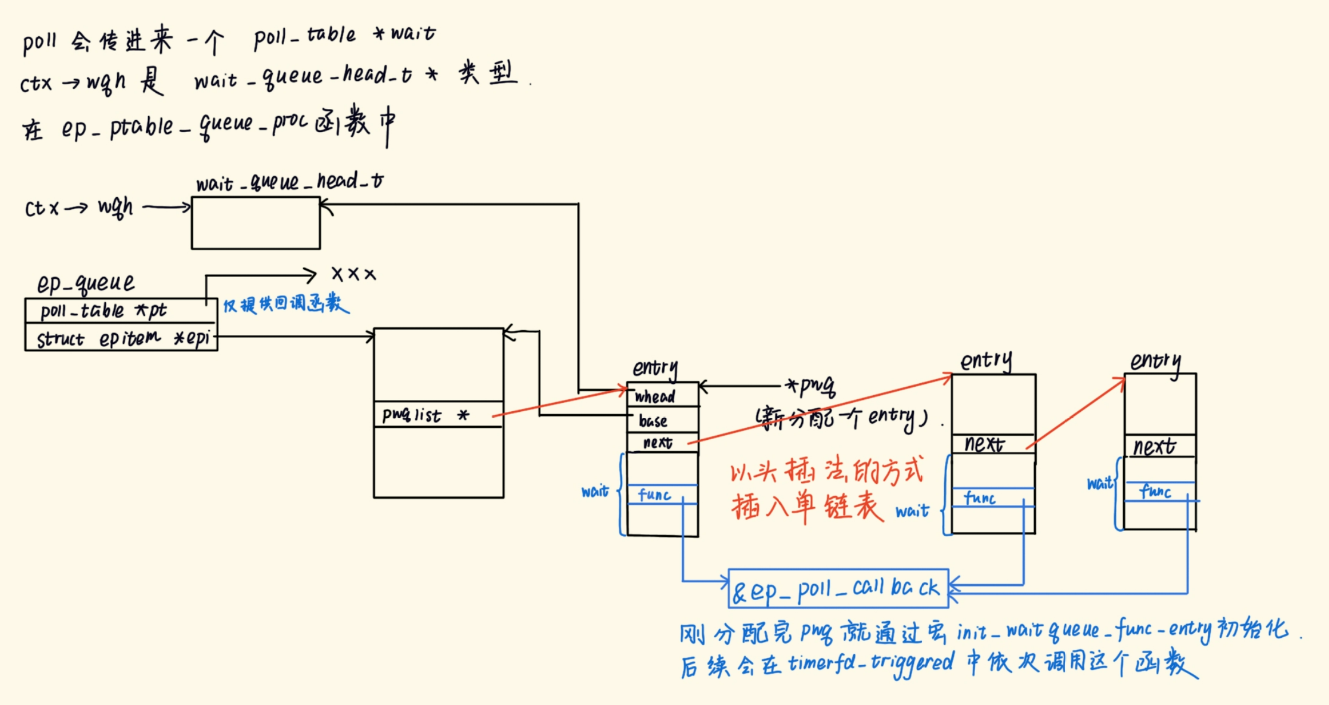 poll 会传进来一个 poll_table *wait
ctx → wqh 是 wait_queue_head_t * 类型.
在 ep_ptable_queue_proc 函数中
wait_queue_head_t
ctx → wqh
ep_queue
xxx
poll_table *pt
仅提供回调函数
struct epitem *epi
pwqlist *
entry
whead
base
next
wait
func
*pwq
(新分配一个 entry).
以头插法的方式
插入单链表
entry
next
wait
func
entry
next
wait
func
&ep_poll_callback
刚分配完 pwq 就通过宏 init_waitqueue_func_entry 初始化.
后续会在 timerfd_triggered 中依次调用这个函数